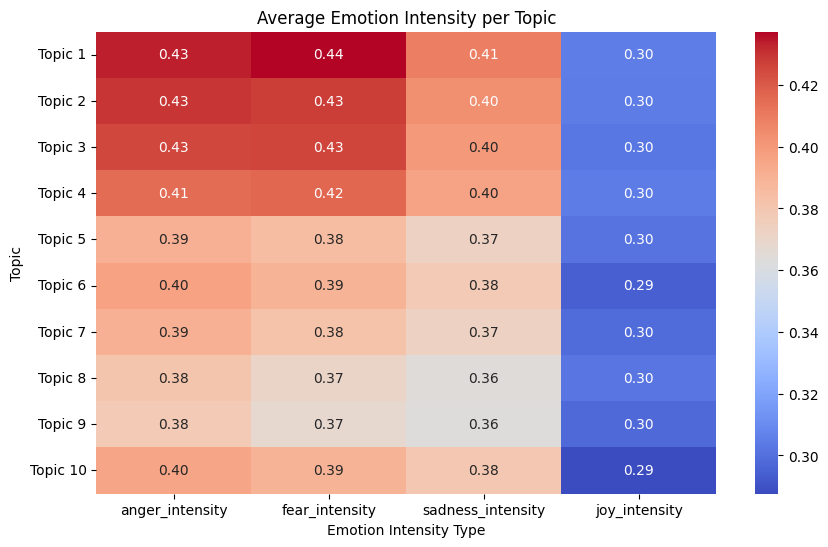 Average Emotion Intensity per Topic
Topic 1 0.43 0.44 0.41 0.30
Topic 2 0.43 0.43 0.40 0.30
Topic 3 0.43 0.43 0.40 0.30
Topic 4 0.41 0.42 0.40 0.30
Topic 5 0.39 0.38 0.37 0.30
Topic 6 0.40 0.39 0.38 0.29
Topic 7 0.39 0.38 0.37 0.30
Topic 8 0.38 0.37 0.36 0.30
Topic 9 0.38 0.37 0.36 0.30
Topic 10 0.40 0.39 0.38 0.29
anger_intensity fear_intensity sadness_intensity joy_intensity
Emotion Intensity Type
Topic
0.42
0.40
0.38
0.36
0.34
0.32
0.30